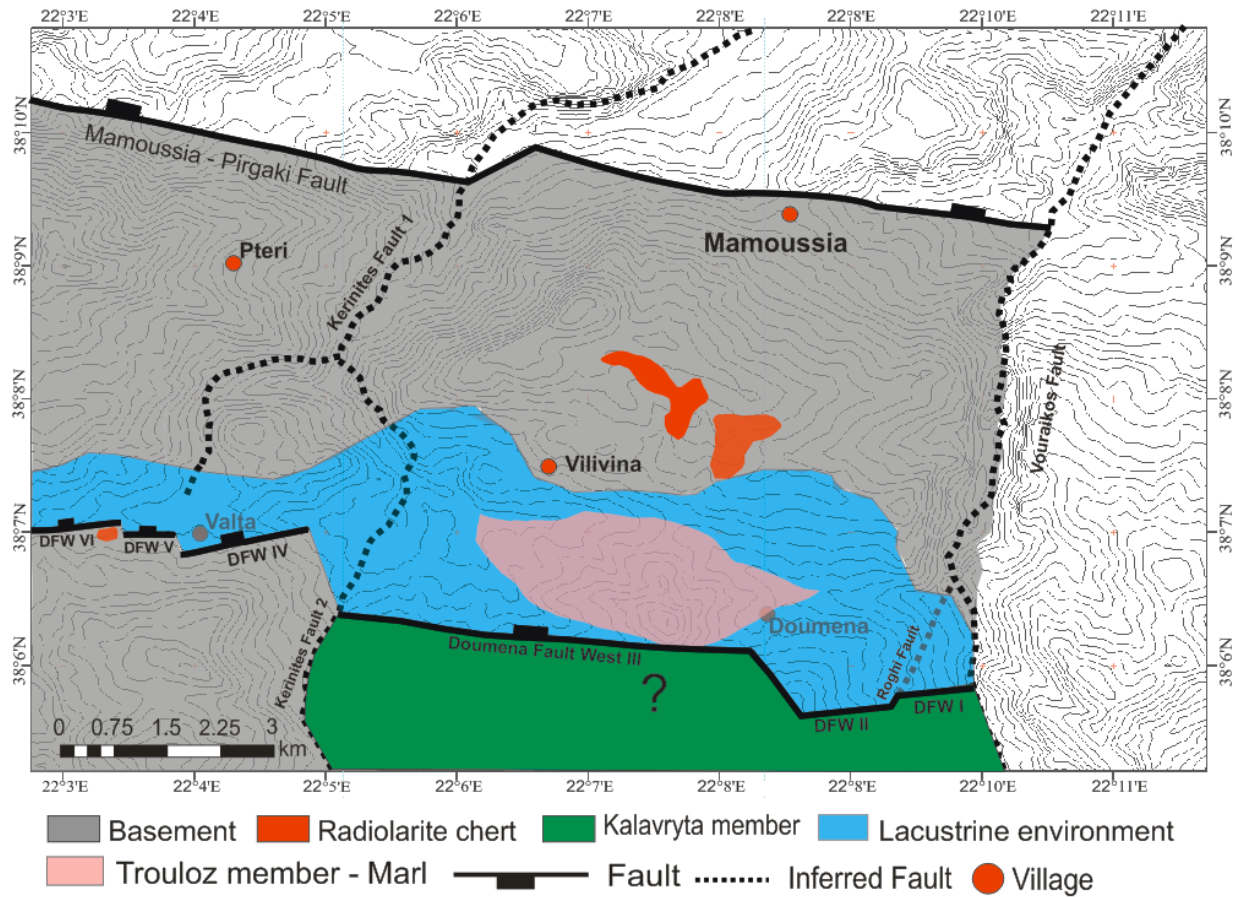 22°3'E 22°4'E 22°5'E 22°6'E 22°7'E 22°8'E 22°8'E 22°10'E 22°11'E
38°10'N
38°10'N
Mamoussia - Pirgaki Fault
Mamoussia
Pteri
Kerinites Fault 1
38°9'N
38°9'N
Vouraikos Fault
38°8'N
38°8'N
Vilivina
Valta
38°7'N
38°7'N
DFW VI
DFW V
DFW IV
Doumena
Doumena Fault West III
Kerinites Fault 2
Roghi Fault
38°6'N
38°6'N
?
DFW II
DFW I
0 0.75 1.5 2.25 3
km
22°3'E 22°4'E 22°5'E 22°6'E 22°7'E 22°8'E 22°8'E 22°10'E 22°11'E
Basement Radiolarite chert Kalavryta member Lacustrine environment
Trouloz member - Marl Fault Inferred Fault Village